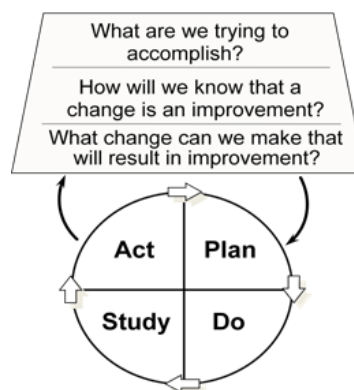 What are we trying to
accomplish?
How will we know that a
change is an improvement?
What change can we make that
will result in improvement?
Act
Plan
Study
Do